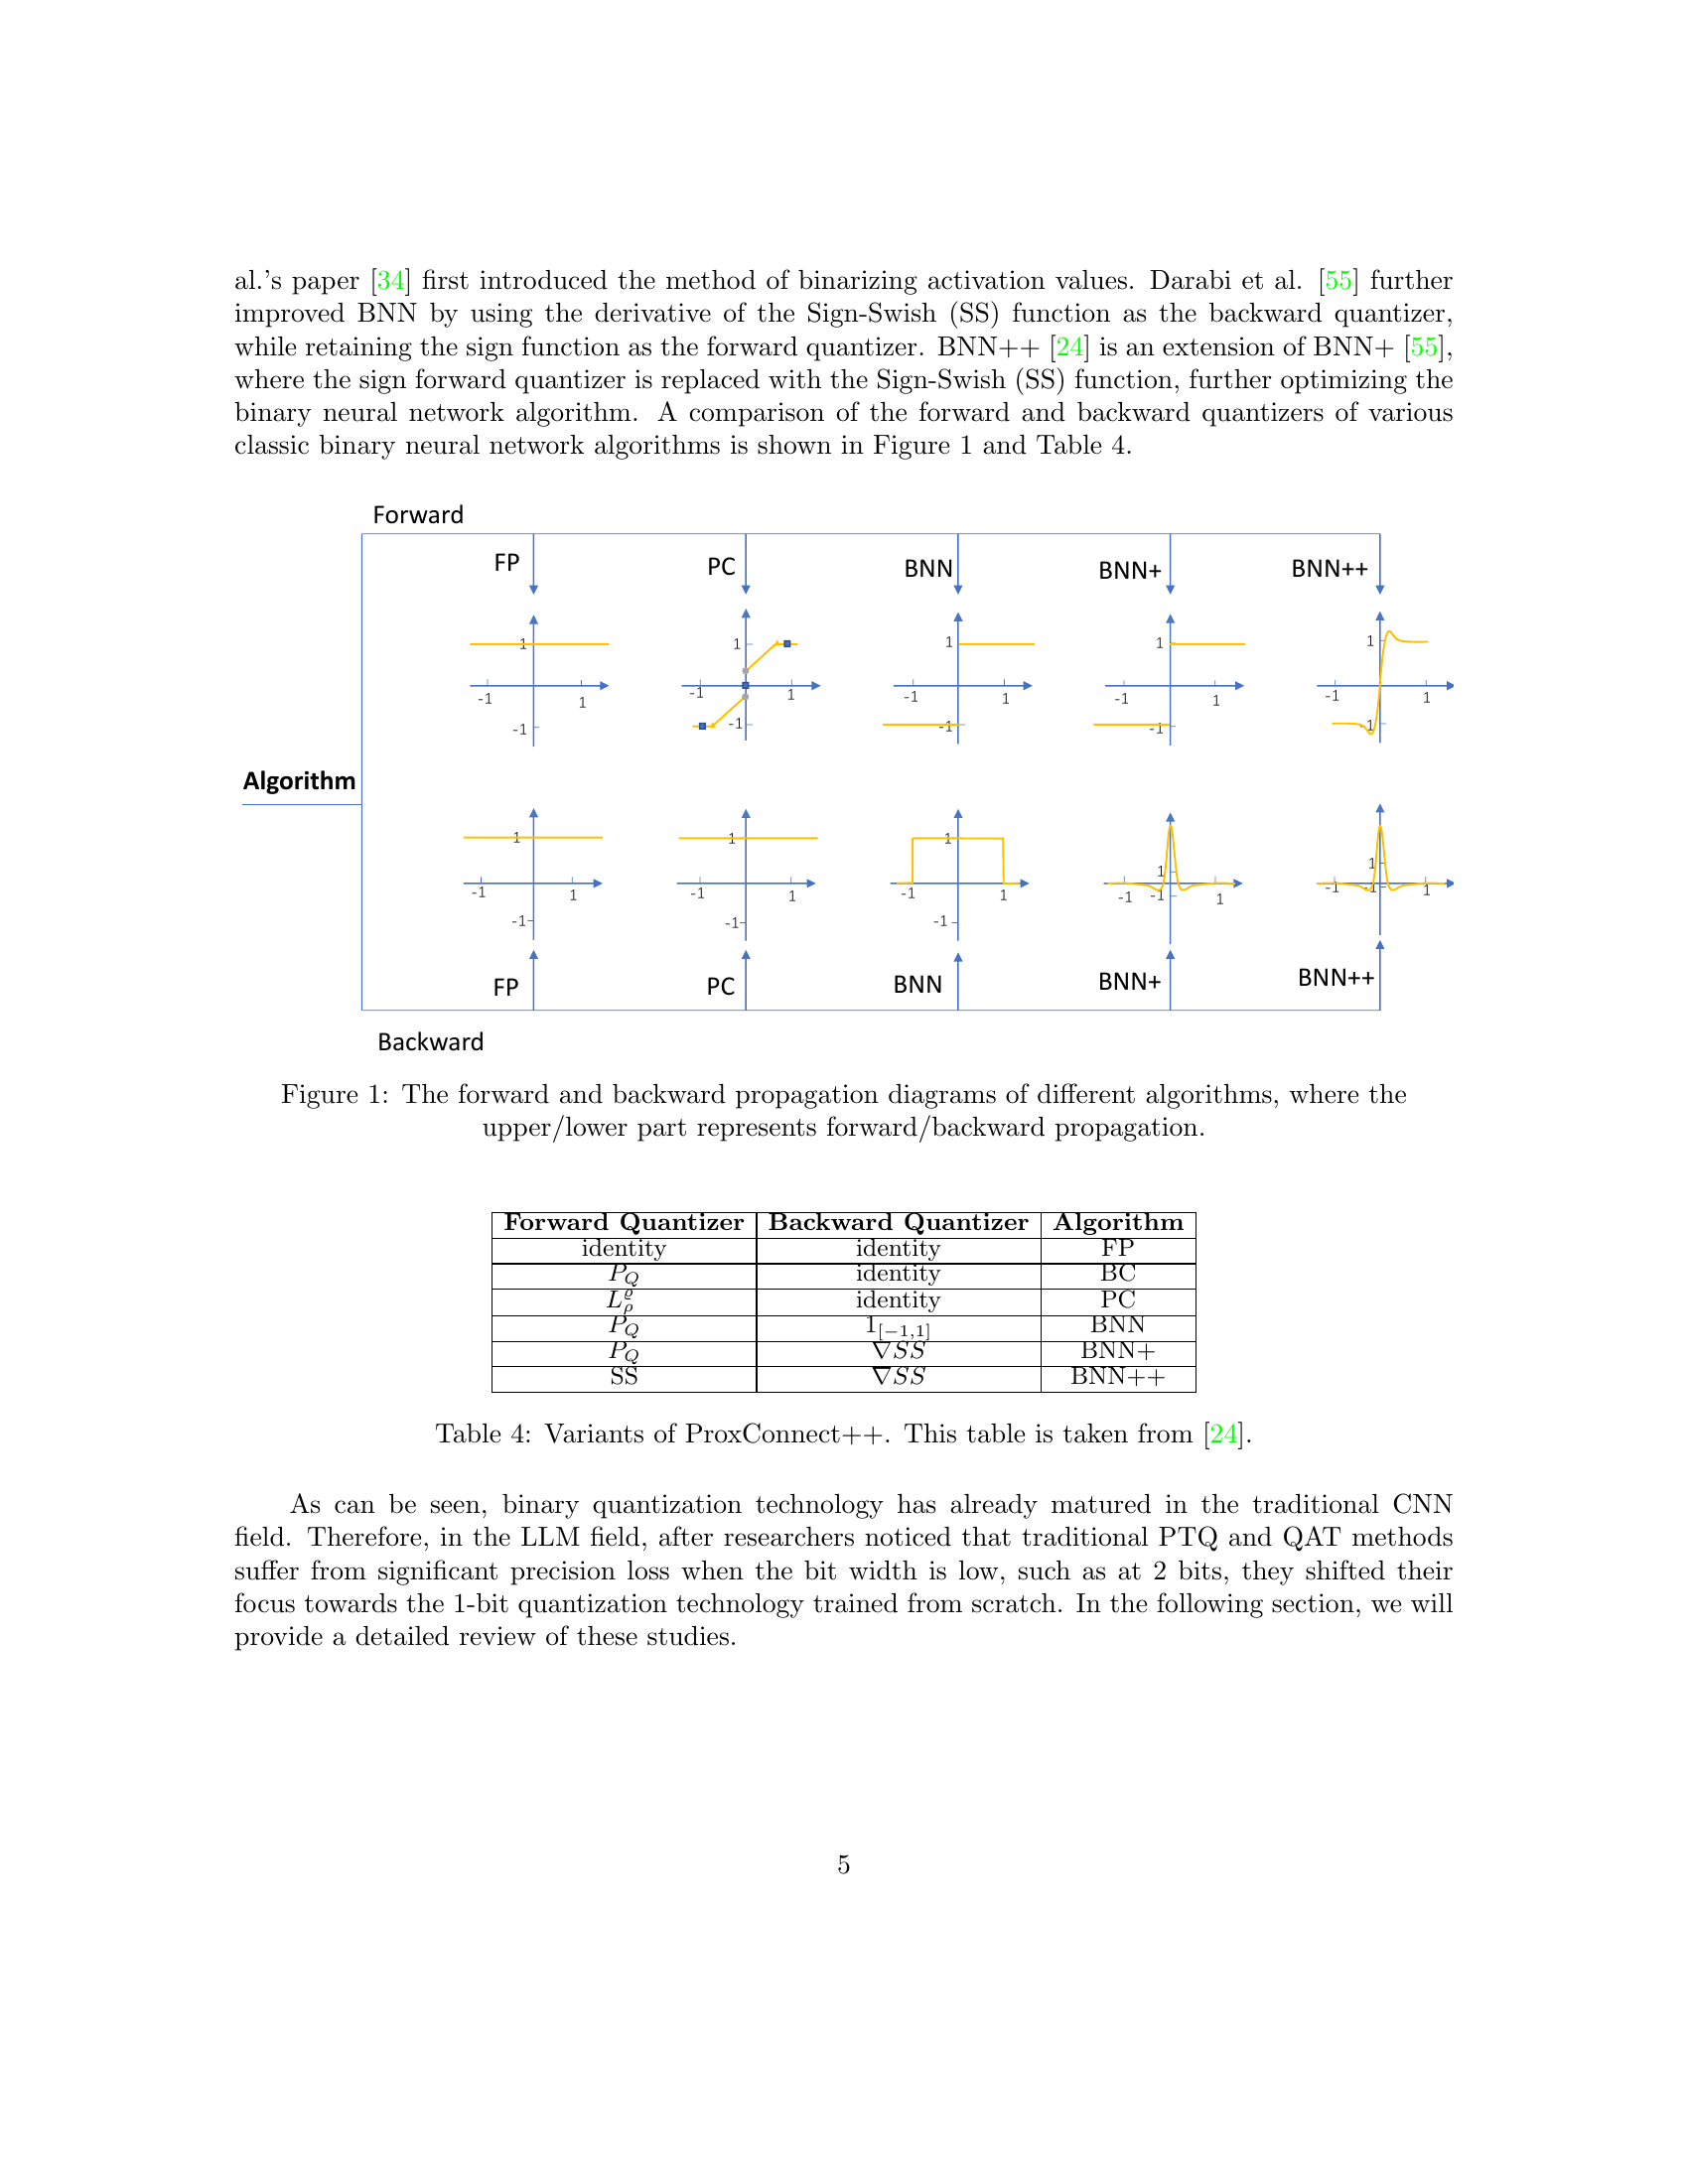 al.'s paper [34] first introduced the method of binarizing activation values. Darabi et al. [55] further
improved BNN by using the derivative of the Sign-Swish (SS) function as the backward quantizer,
while retaining the sign function as the forward quantizer. BNN++ [24] is an extension of BNN+ [55],
where the sign forward quantizer is replaced with the Sign-Swish (SS) function, further optimizing the
binary neural network algorithm. A comparison of the forward and backward quantizers of various
classic binary neural network algorithms is shown in Figure 1 and Table 4.
Forward
FP PC BNN BNN+ BNN++
1 1 1 1 1
-1 1 -1 1 -1 1 -1 1 -1 1
-1 -1 -1 -1 -1
Algorithm
1 1 1 1 1
-1 1 -1 1 -1 1 -1 -1 1 -1 -1 1
-1 -1 -1
FP PC BNN BNN+ BNN++
Backward
Figure 1: The forward and backward propagation diagrams of different algorithms, where the
upper/lower part represents forward/backward propagation.
Forward Quantizer Backward Quantizer Algorithm
identity identity FP
$P_Q$ identity BC
$L_\rho^\varrho$ identity PC
$P_Q$ $1_{[-1,1]}$ BNN
$P_Q$ $\nabla SS$ BNN+
SS $\nabla SS$ BNN++
Table 4: Variants of ProxConnect++. This table is taken from [24].
As can be seen, binary quantization technology has already matured in the traditional CNN
field. Therefore, in the LLM field, after researchers noticed that traditional PTQ and QAT methods
suffer from significant precision loss when the bit width is low, such as at 2 bits, they shifted their
focus towards the 1-bit quantization technology trained from scratch. In the following section, we will
provide a detailed review of these studies.
5